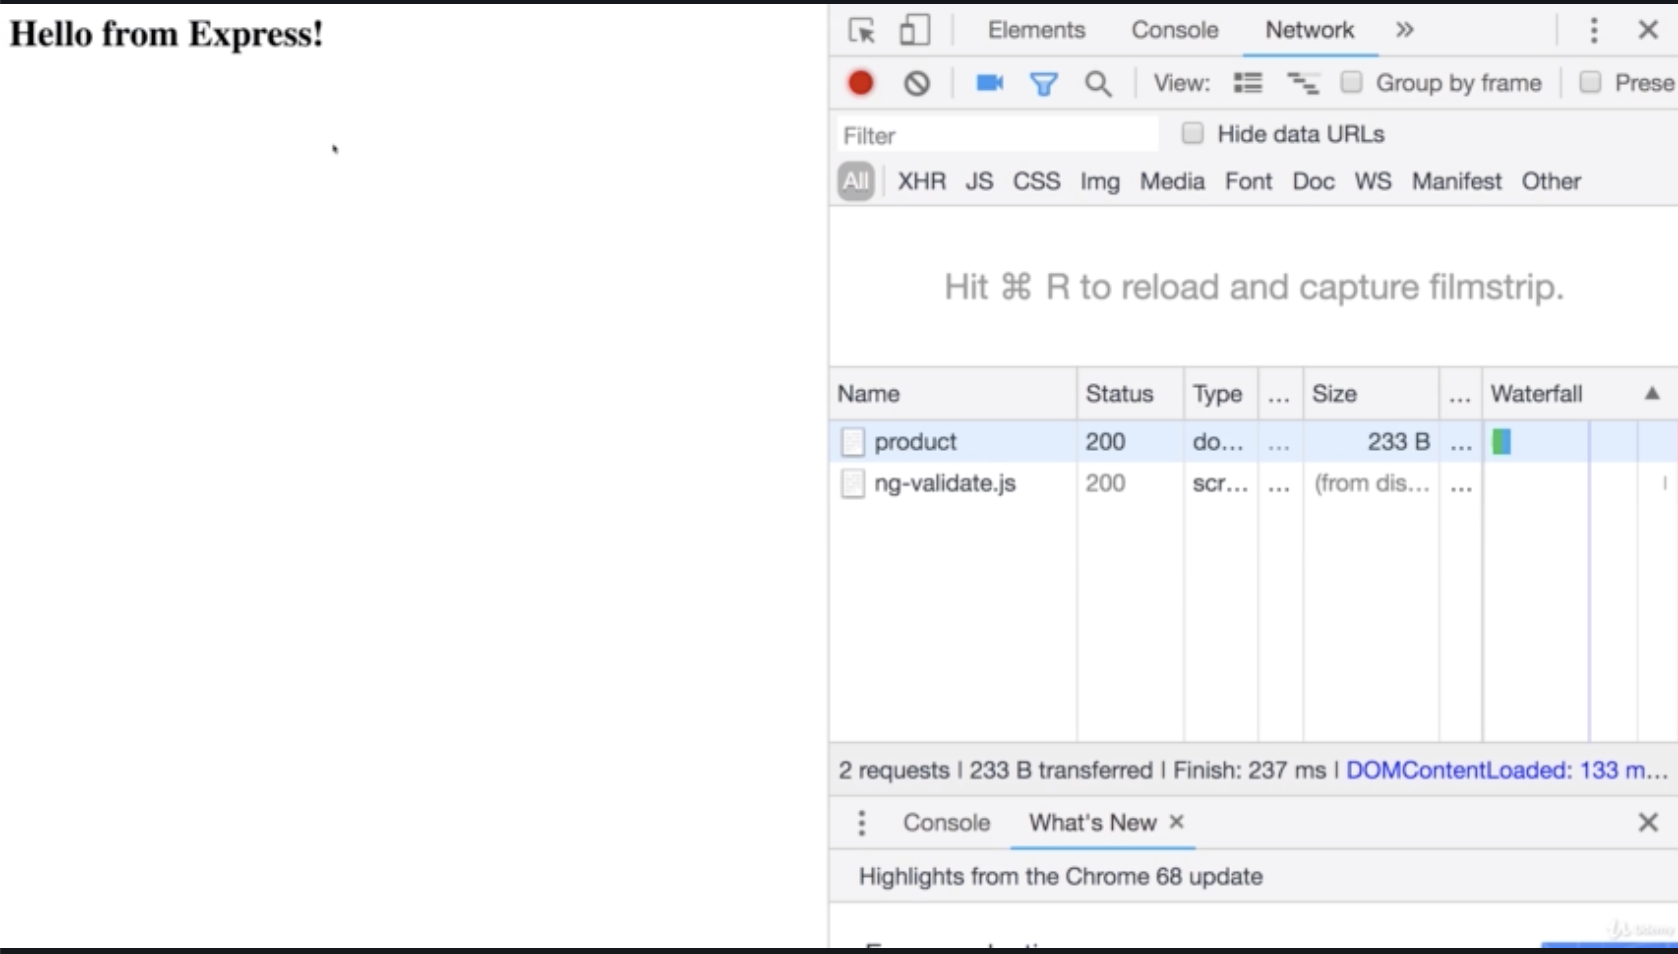 Hello from Express!
Elements Console Network »
View: Group by frame Prese
Filter Hide data URLs
All XHR JS CSS Img Media Font Doc WS Manifest Other
Hit ⌘ R to reload and capture filmstrip.
Name Status Type ... Size ... Waterfall ▲
product 200 do... ... 233 B ...
ng-validate.js 200 scr... ... (from dis... ...
2 requests | 233 B transferred | Finish: 237 ms | DOMContentLoaded: 133 m...
Console What's New ×
Highlights from the Chrome 68 update
Udemy